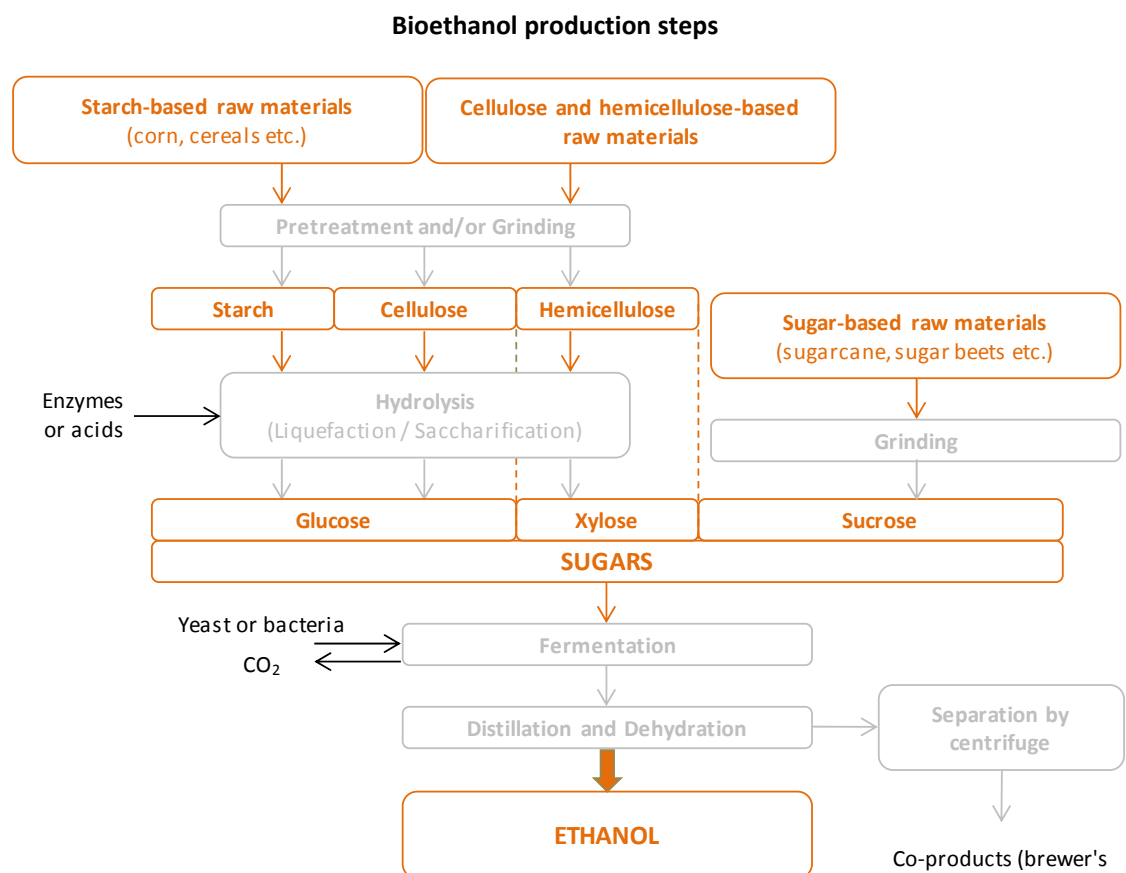 Bioethanol production steps
Starch-based raw materials
(corn, cereals etc.)
Cellulose and hemicellulose-based
raw materials
Pretreatment and/or Grinding
Starch
Cellulose
Hemicellulose
Sugar-based raw materials
(sugarcane, sugar beets etc.)
Enzymes
or acids
Hydrolysis
(Liquefaction / Saccharification)
Grinding
Glucose
Xylose
Sucrose
SUGARS
Yeast or bacteria
CO₂
Fermentation
Distillation and Dehydration
Separation by
centrifuge
ETHANOL
Co-products (brewer's